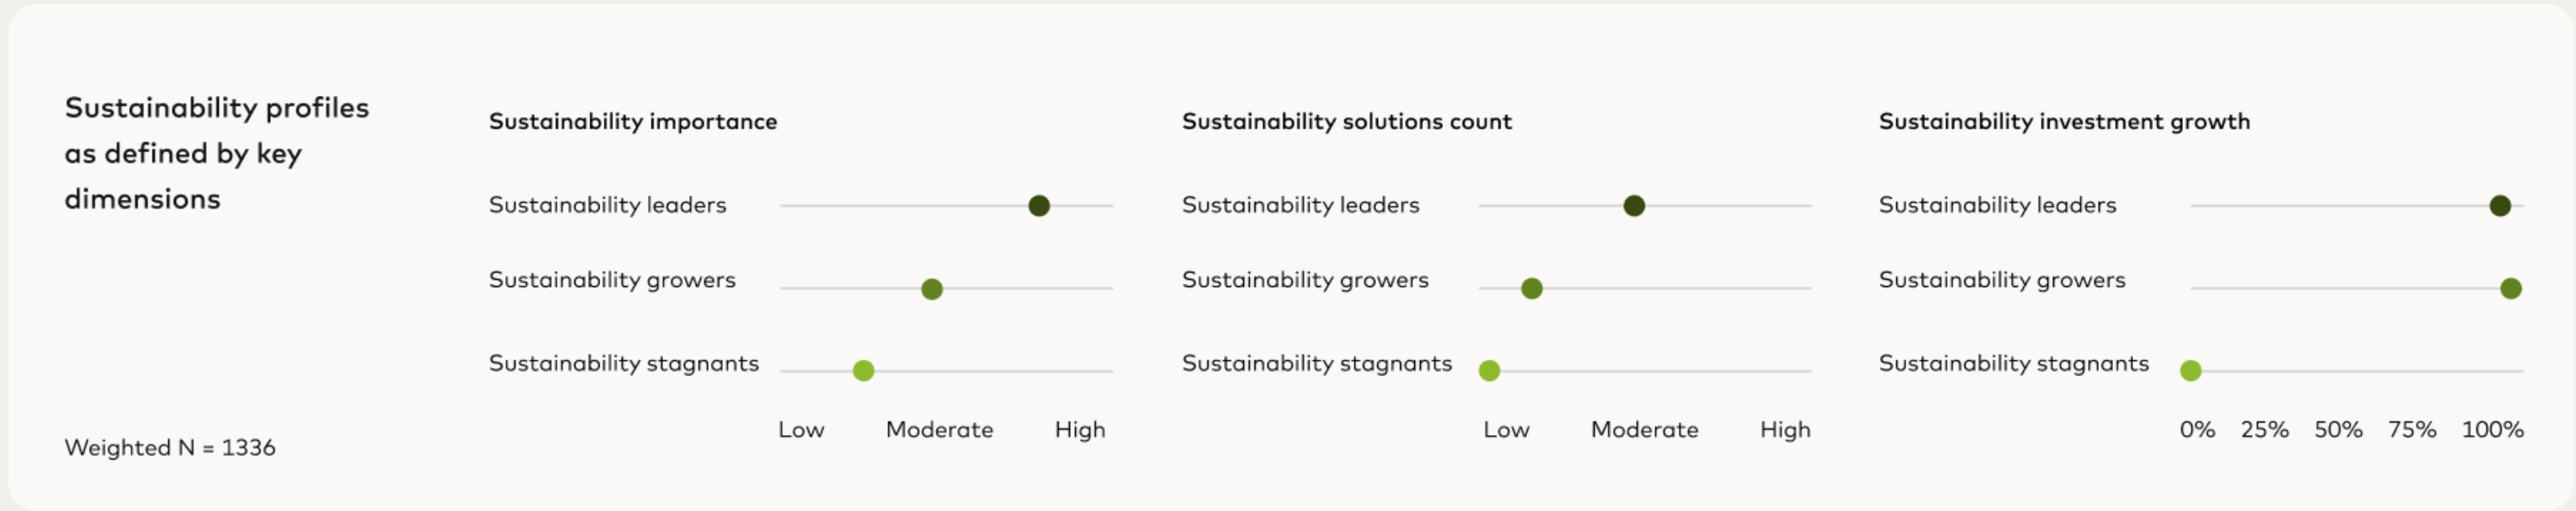 Sustainability profiles
as defined by key
dimensions
Weighted N = 1336
Sustainability importance
Sustainability leaders
Sustainability growers
Sustainability stagnants
Low Moderate High
Sustainability solutions count
Sustainability leaders
Sustainability growers
Sustainability stagnants
Low Moderate High
Sustainability investment growth
Sustainability leaders
Sustainability growers
Sustainability stagnants
0% 25% 50% 75% 100%